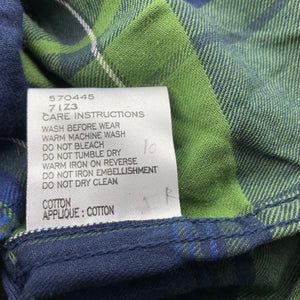 570445
71Z3
CARE INSTRUCTIONS
WASH BEFORE WEAR
WARM MACHINE WASH
DO NOT BLEACH
DO NOT TUMBLE DRY
WARM IRON ON REVERSE
DO NOT IRON EMBELLISHMENT
DO NOT DRY CLEAN
COTTON
APPLIQUE : COTTON